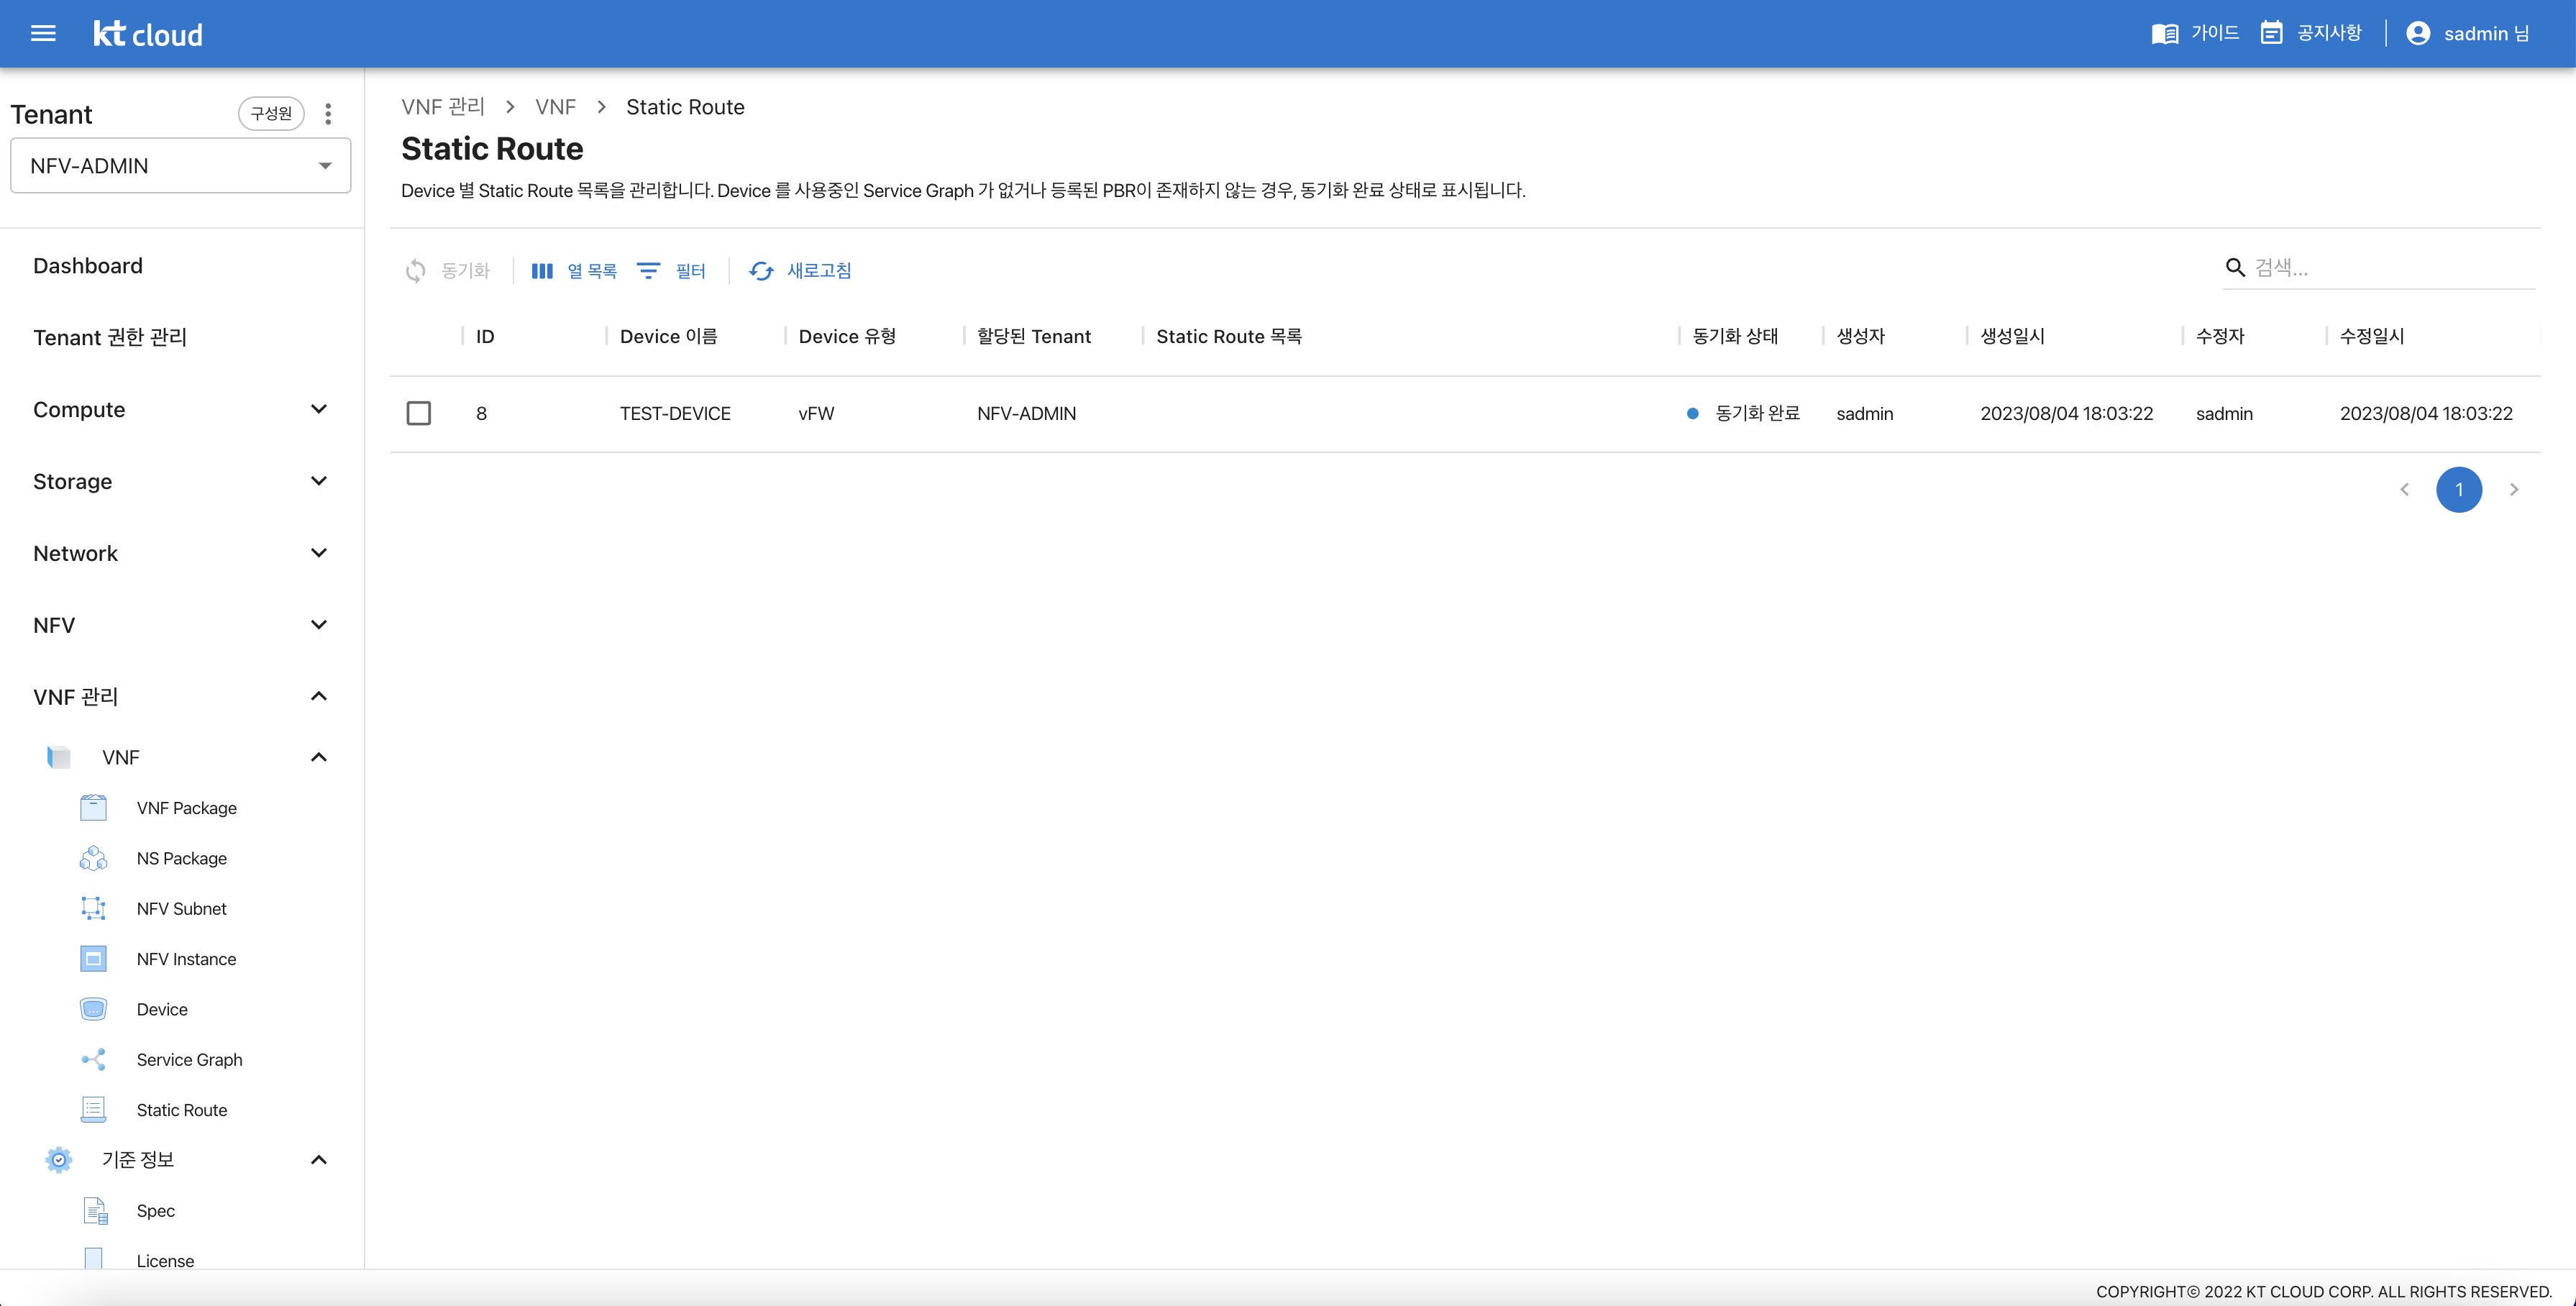 kt cloud
가이드
공지사항
sadmin 님
Tenant
구성원
NFV-ADMIN
Dashboard
Tenant 권한 관리
Compute
Storage
Network
NFV
VNF 관리
VNF
VNF Package
NS Package
NFV Subnet
NFV Instance
Device
Service Graph
Static Route
기준 정보
Spec
License
VNF 관리 > VNF > Static Route
Static Route
Device 별 Static Route 목록을 관리합니다. Device 를 사용중인 Service Graph 가 없거나 등록된 PBR이 존재하지 않는 경우, 동기화 완료 상태로 표시됩니다.
동기화 열 목록 필터 새로고침
검색...
ID Device 이름 Device 유형 할당된 Tenant Static Route 목록 동기화 상태 생성자 생성일시 수정자 수정일시
8 TEST-DEVICE vFW NFV-ADMIN 동기화 완료 sadmin 2023/08/04 18:03:22 sadmin 2023/08/04 18:03:22
1
COPYRIGHT© 2022 KT CLOUD CORP. ALL RIGHTS RESERVED.